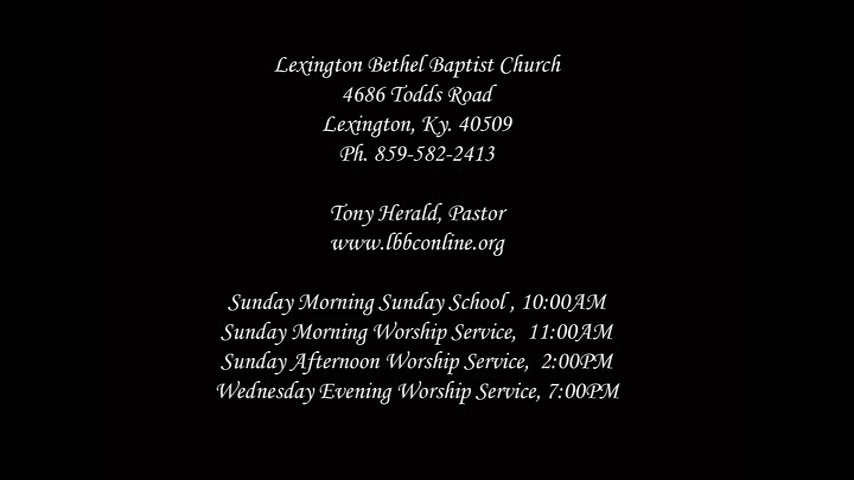 Lexington Bethel Baptist Church
4686 Todds Road
Lexington, Ky. 40509
Ph. 859-582-2413
Tony Herald, Pastor
www.lbbconline.org
Sunday Morning Sunday School , 10:00AM
Sunday Morning Worship Service, 11:00AM
Sunday Afternoon Worship Service, 2:00PM
Wednesday Evening Worship Service, 7:00PM